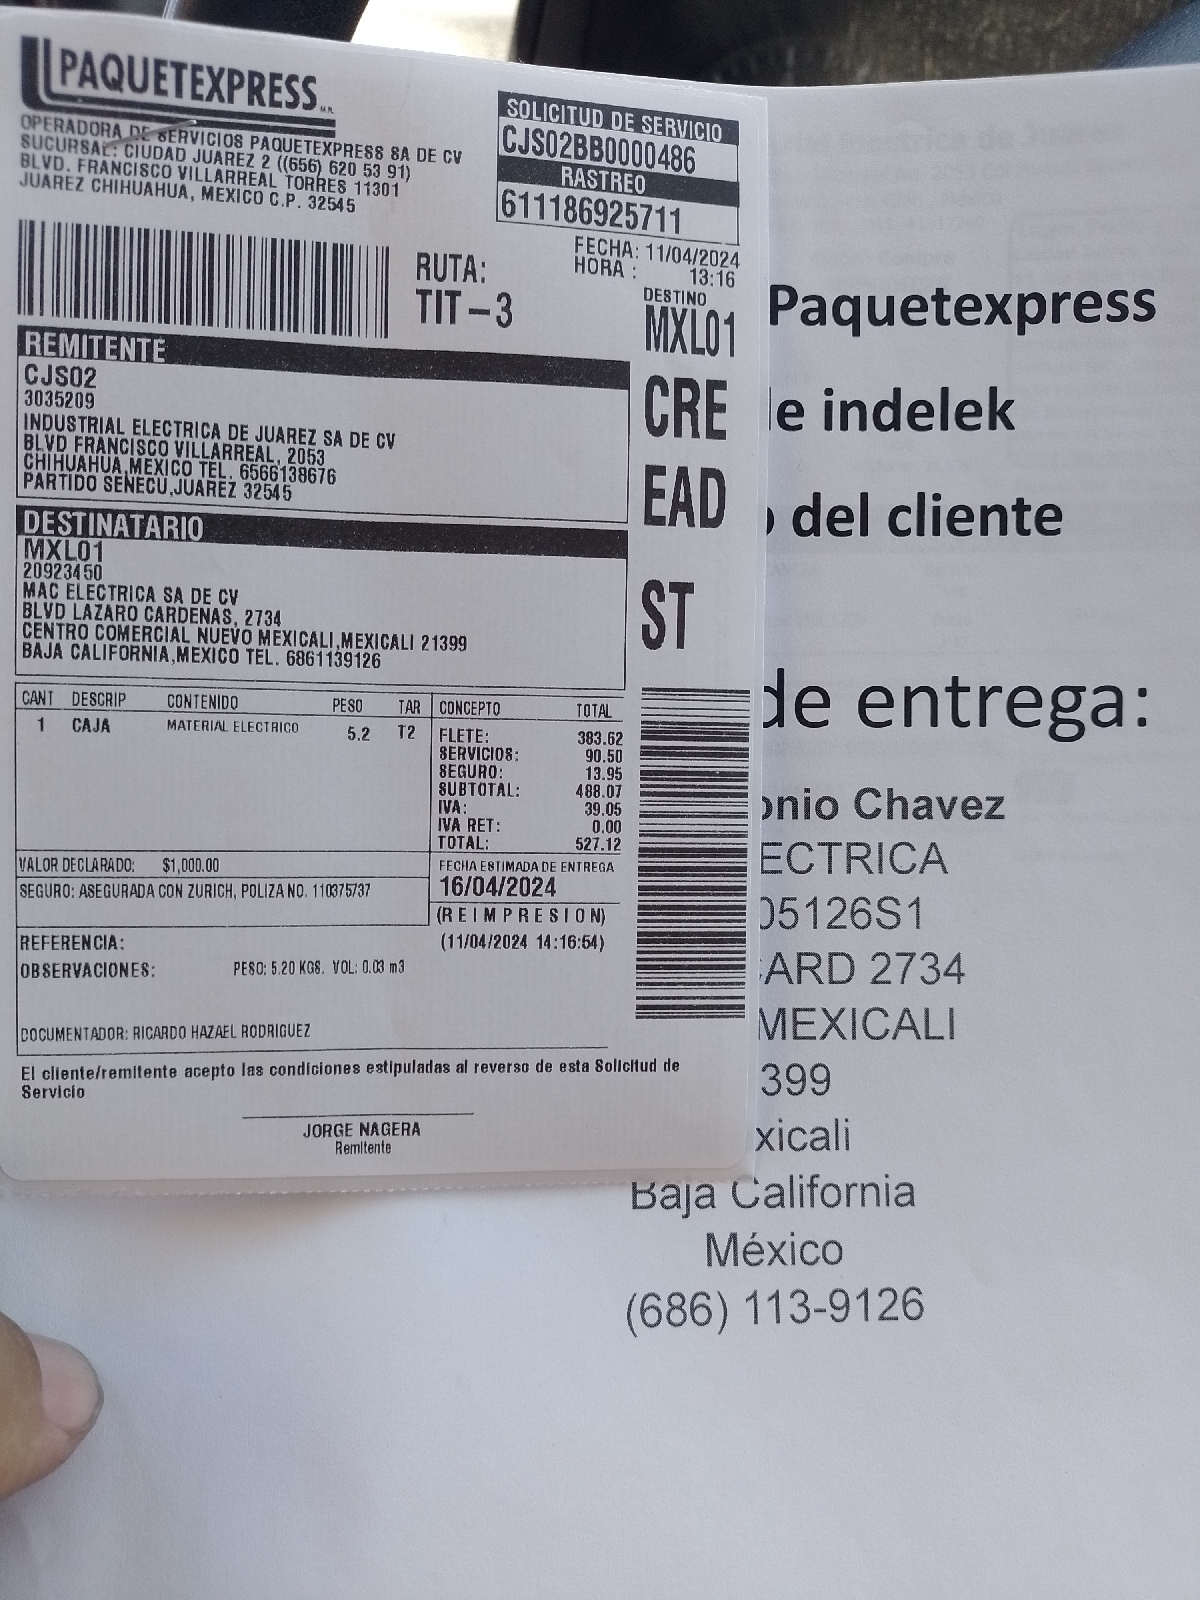 PAQUETEXPRESS M.R.
OPERADORA DE SERVICIOS PAQUETEXPRESS SA DE CV
SUCURSAL: CIUDAD JUAREZ 2 ((656) 620 53 91)
BLVD. FRANCISCO VILLARREAL TORRES 11301
JUAREZ CHIHUAHUA, MEXICO C.P. 32545
SOLICITUD DE SERVICIO
CJS02BB0000486
RASTREO
611186925711
FECHA: 11/04/2024
HORA : 13:16
RUTA:
TIT-3
DESTINO
MXL01
CRE
EAD
ST
REMITENTE
CJS02
3035209
INDUSTRIAL ELECTRICA DE JUAREZ SA DE CV
BLVD FRANCISCO VILLARREAL, 2053
CHIHUAHUA,MEXICO TEL. 6566138676
PARTIDO SENECU,JUAREZ 32545
DESTINATARIO
MXL01
20923450
MAC ELECTRICA SA DE CV
BLVD LAZARO CARDENAS, 2734
CENTRO COMERCIAL NUEVO MEXICALI,MEXICALI 21399
BAJA CALIFORNIA,MEXICO TEL. 6861139126
CANT DESCRIP CONTENIDO PESO TAR
1 CAJA MATERIAL ELECTRICO 5.2 T2
CONCEPTO TOTAL
FLETE: 383.62
SERVICIOS: 90.50
SEGURO: 13.95
SUBTOTAL: 488.07
IVA: 39.05
IVA RET: 0.00
TOTAL: 527.12
VALOR DECLARADO: $1,000.00
SEGURO: ASEGURADA CON ZURICH, POLIZA NO. 110375737
FECHA ESTIMADA DE ENTREGA
16/04/2024
(REIMPRESION)
(11/04/2024 14:16:54)
REFERENCIA:
OBSERVACIONES: PESO: 5.20 KGS. VOL: 0.03 m3
DOCUMENTADOR: RICARDO HAZAEL RODRIGUEZ
El cliente/remitente acepto las condiciones estipuladas al reverso de esta Solicitud de
Servicio
JORGE NAGERA
Remitente
Paquetexpress
e indelek
del cliente
de entrega:
onio Chavez
ECTRICA
05126S1
ARD 2734
MEXICALI
399
xicali
Baja California
México
(686) 113-9126